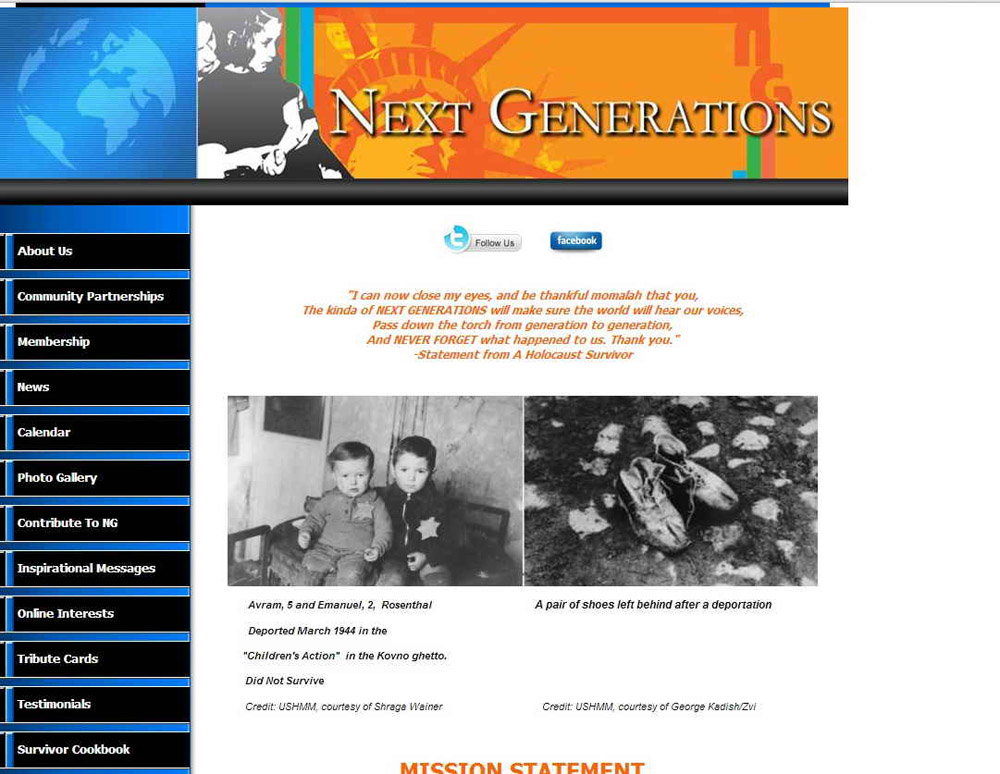 NEXT GENERATIONS
Follow Us
facebook
"I can now close my eyes, and be thankful momalah that you,
The kinda of NEXT GENERATIONS will make sure the world will hear our voices,
Pass down the torch from generation to generation,
And NEVER FORGET what happened to us. Thank you."
-Statement from A Holocaust Survivor
About Us
Community Partnerships
Membership
News
Calendar
Photo Gallery
Contribute To NG
Inspirational Messages
Online Interests
Tribute Cards
Testimonials
Survivor Cookbook
Avram, 5 and Emanuel, 2, Rosenthal
Deported March 1944 in the
"Children's Action" in the Kovno ghetto.
Did Not Survive
Credit: USHMM, courtesy of Shraga Wainer
A pair of shoes left behind after a deportation
Credit: USHMM, courtesy of George Kadish/Zvi
MISSION STATEMENT